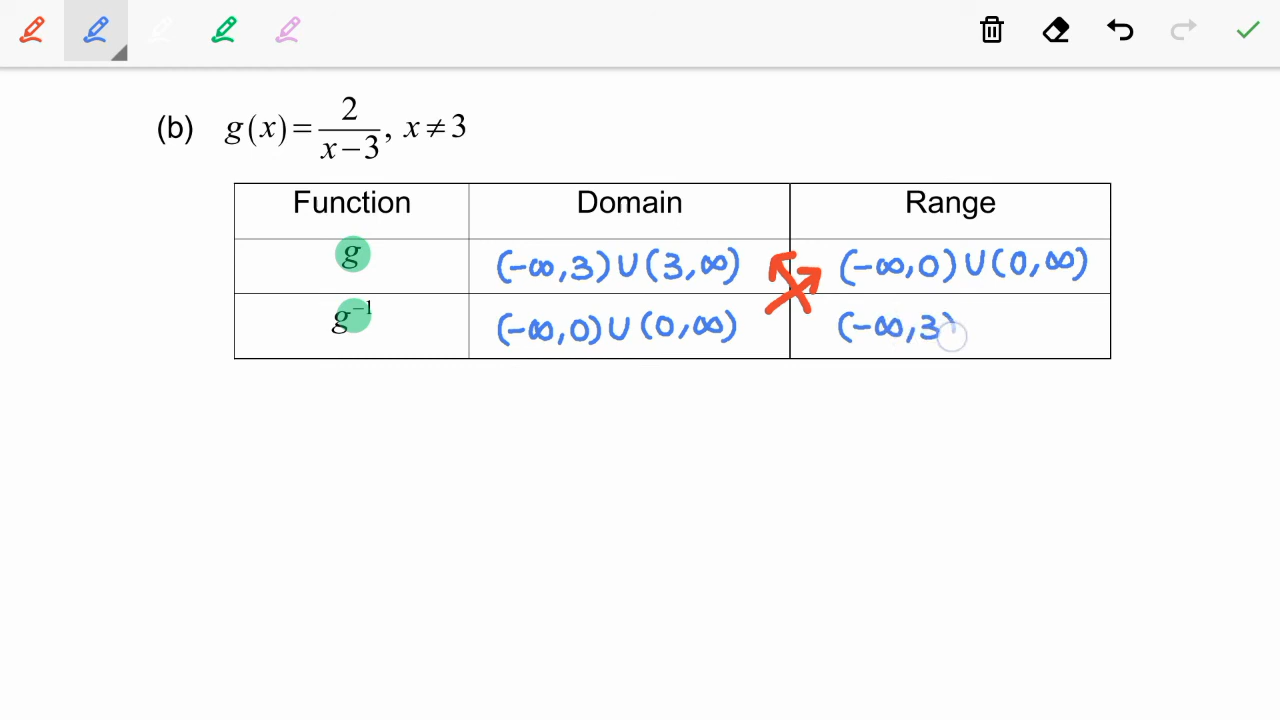 (b) g(x) = 2/(x−3), x ≠ 3
Function Domain Range
g (-∞,3)∪(3,∞) (-∞,0)∪(0,∞)
g⁻¹ (-∞,0)∪(0,∞) (-∞,3)